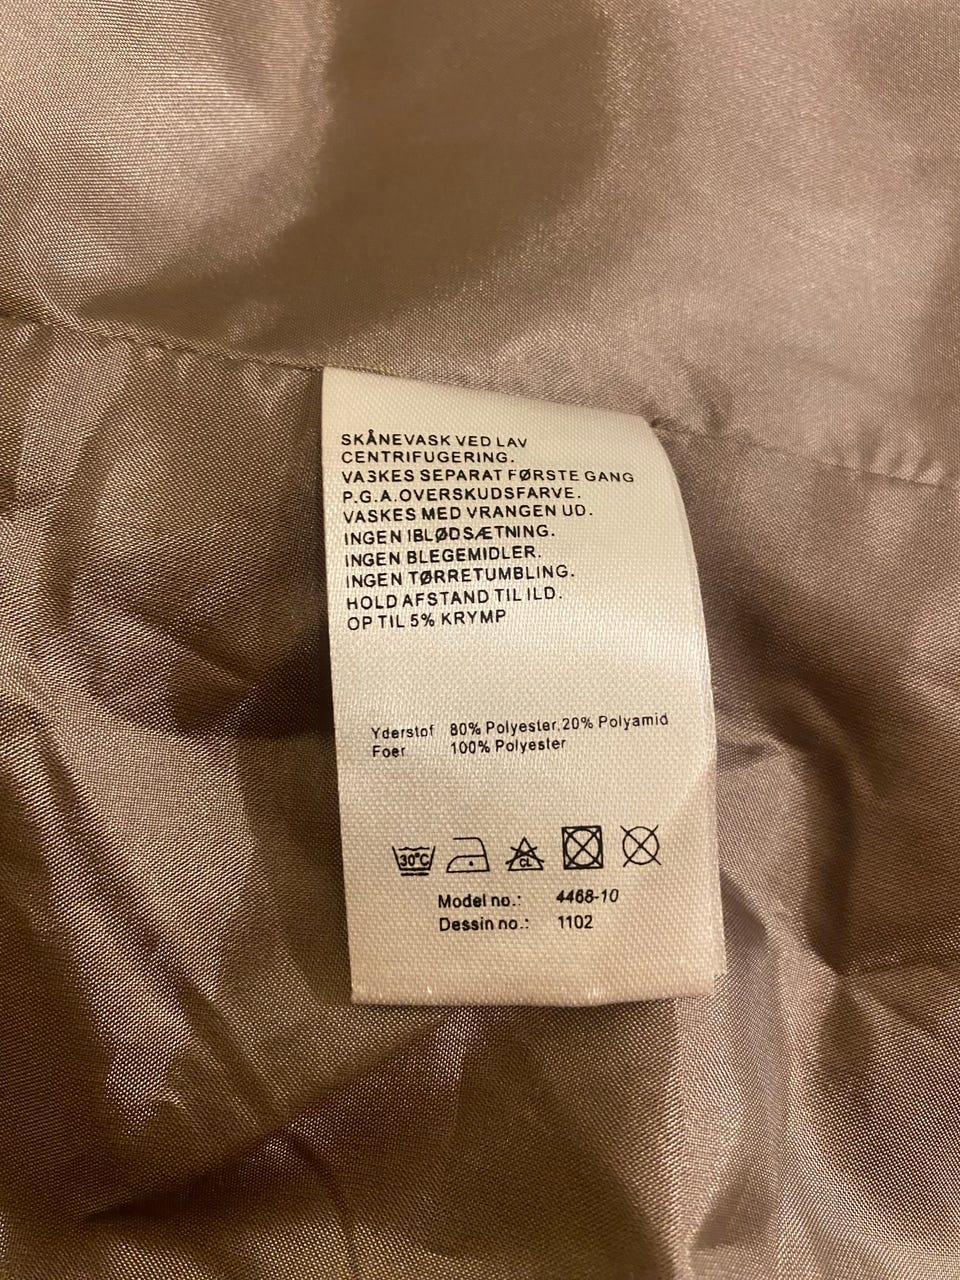 SKÅNEVASK VED LAV
CENTRIFUGERING.
VASKES SEPARAT FØRSTE GANG
P.G.A.OVERSKUDSFARVE.
VASKES MED VRANGEN UD.
INGEN IBLØDSÆTNING.
INGEN BLEGEMIDLER.
INGEN TØRRETUMBLING.
HOLD AFSTAND TIL ILD.
OP TIL 5% KRYMP
Yderstof 80% Polyester,20% Polyamid
Foer 100% Polyester
30°C CL
Model no.: 4468-10
Dessin no.: 1102